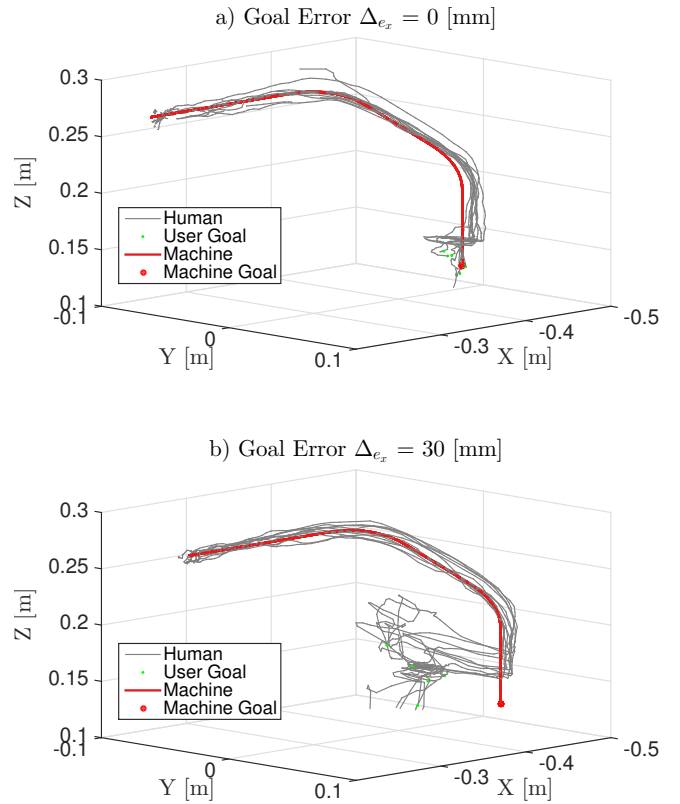 a) Goal Error Δ_{e_x} = 0 [mm]
0.3
0.25
0.2
0.15
0.1
Z [m]
Human
User Goal
Machine
Machine Goal
-0.1
0
0.1
Y [m]
-0.3
-0.4
-0.5
X [m]
b) Goal Error Δ_{e_x} = 30 [mm]
0.3
0.25
0.2
0.15
0.1
Z [m]
Human
User Goal
Machine
Machine Goal
-0.1
0
0.1
Y [m]
-0.3
-0.4
-0.5
X [m]